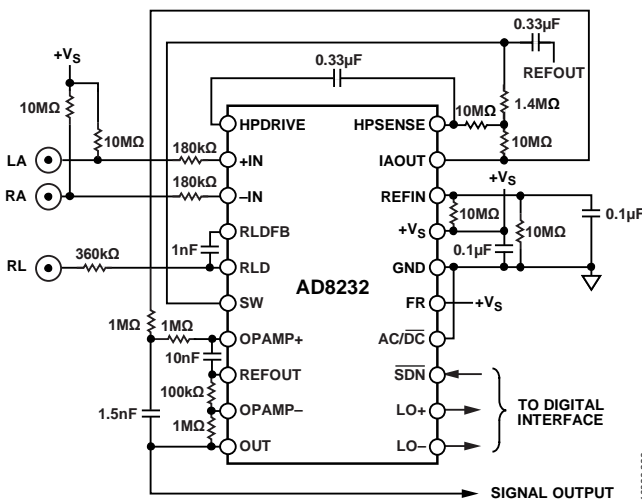 0.33µF
0.33µF
REFOUT
+VS
10MΩ
10MΩ
1.4MΩ
10MΩ
10MΩ
HPDRIVE
HPSENSE
LA
180kΩ
+IN
IAOUT
+VS
RA
180kΩ
–IN
REFIN
10MΩ
0.1µF
RLDFB
+VS
1nF
0.1µF
10MΩ
RL
360kΩ
RLD
GND
AD8232
SW
FR
+VS
1MΩ
1MΩ
OPAMP+
AC/DC
10nF
REFOUT
SDN
100kΩ
1.5nF
OPAMP–
LO+
TO DIGITAL
INTERFACE
1MΩ
OUT
LO–
SIGNAL OUTPUT